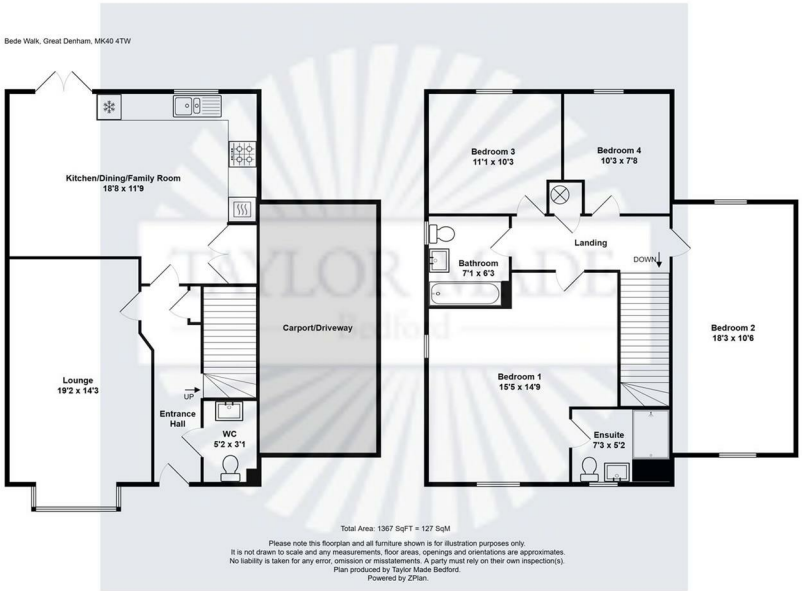 Bede Walk, Great Denham, MK40 4TW
Kitchen/Dining/Family Room
18'8 x 11'9
Lounge
19'2 x 14'3
UP
Entrance
Hall
WC
5'2 x 3'1
Carport/Driveway
Bedroom 3
11'1 x 10'3
Bedroom 4
10'3 x 7'8
Landing
DOWN
Bathroom
7'1 x 6'3
Bedroom 2
18'3 x 10'6
Bedroom 1
15'5 x 14'9
Ensuite
7'3 x 5'2
TAYLOR MADE
Bedford
Total Area: 1367 SqFT = 127 SqM
Please note this floorplan and all furniture shown is for illustration purposes only.
It is not drawn to scale and any measurements, floor areas, openings and orientations are approximates.
No liability is taken for any error, omission or misstatements. A party must rely on their own inspection(s).
Plan produced by Taylor Made Bedford.
Powered by ZPlan.